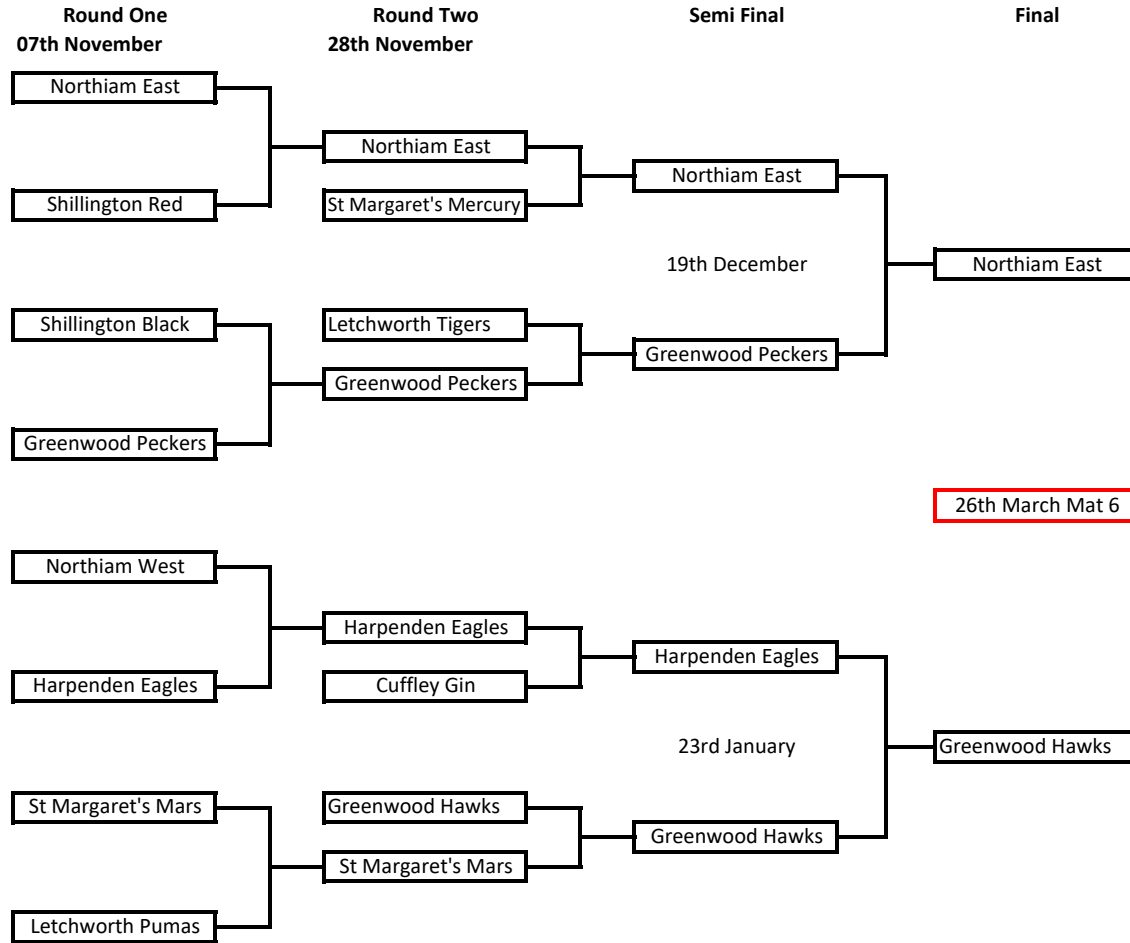 Round One
Round Two
Semi Final
Final
07th November
28th November
Northiam East
Northiam East
Northiam East
Shillington Red
St Margaret's Mercury
19th December
Northiam East
Shillington Black
Letchworth Tigers
Greenwood Peckers
Greenwood Peckers
Greenwood Peckers
26th March Mat 6
Northiam West
Harpenden Eagles
Harpenden Eagles
Harpenden Eagles
Cuffley Gin
23rd January
Greenwood Hawks
St Margaret's Mars
Greenwood Hawks
Greenwood Hawks
St Margaret's Mars
Letchworth Pumas